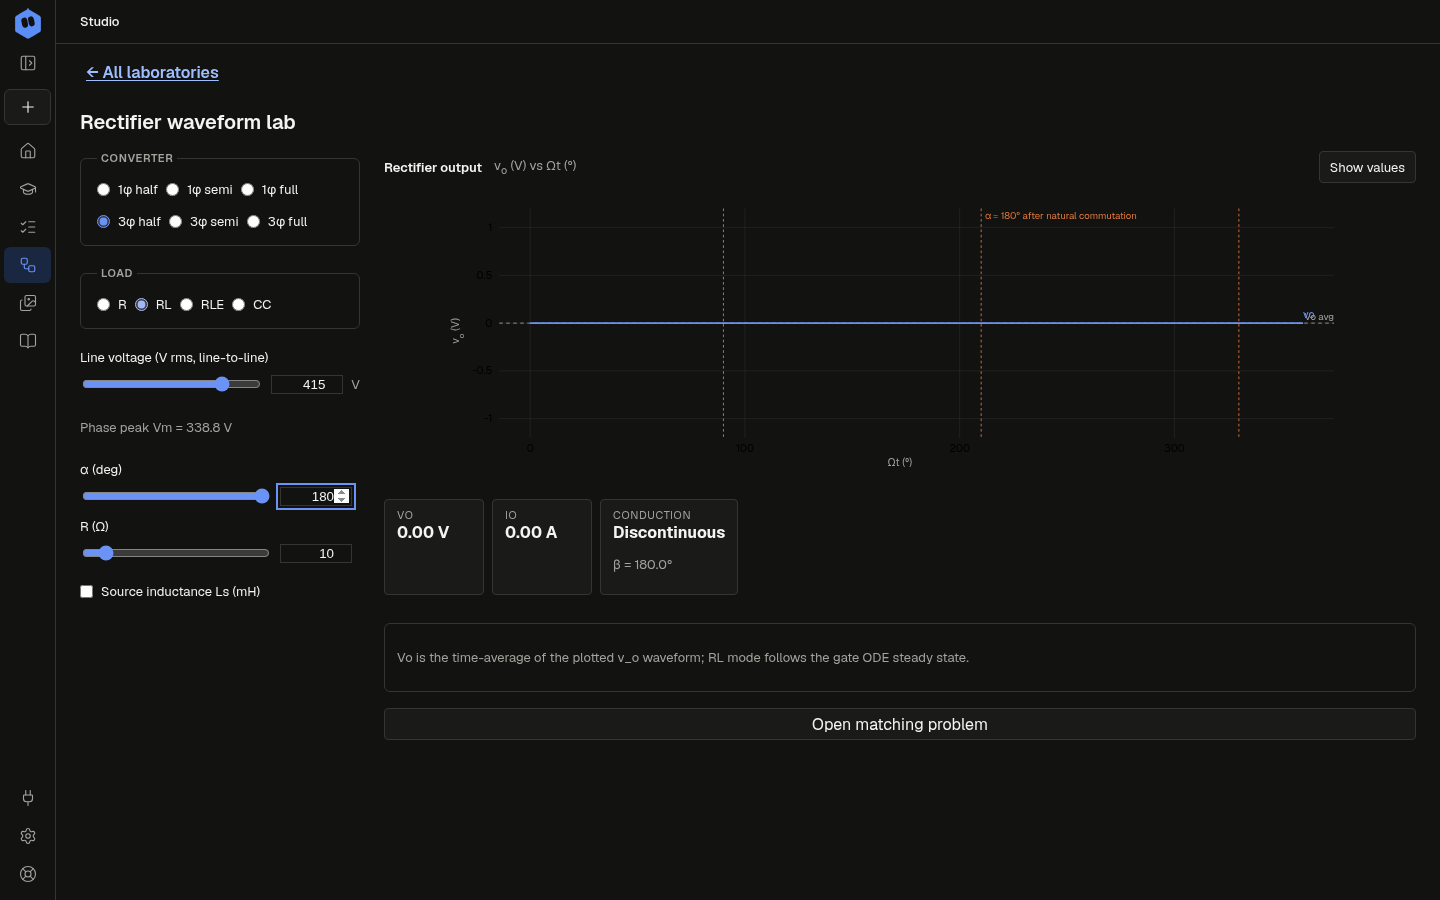 Studio
← All laboratories
Rectifier waveform lab
CONVERTER
1φ half 1φ semi 1φ full
3φ half 3φ semi 3φ full
LOAD
R RL RLE CC
Line voltage (V rms, line-to-line)
415 V
Phase peak Vm = 338.8 V
α (deg)
180
R (Ω)
10
Source inductance Ls (mH)
Rectifier output vo (V) vs Ωt (°)
Show values
α = 180° after natural commutation
1
0.5
0
-0.5
-1
vo (V)
Vo avg
0 100 200 300
Ωt (°)
VO
0.00 V
IO
0.00 A
CONDUCTION
Discontinuous
β = 180.0°
Vo is the time-average of the plotted v_o waveform; RL mode follows the gate ODE steady state.
Open matching problem